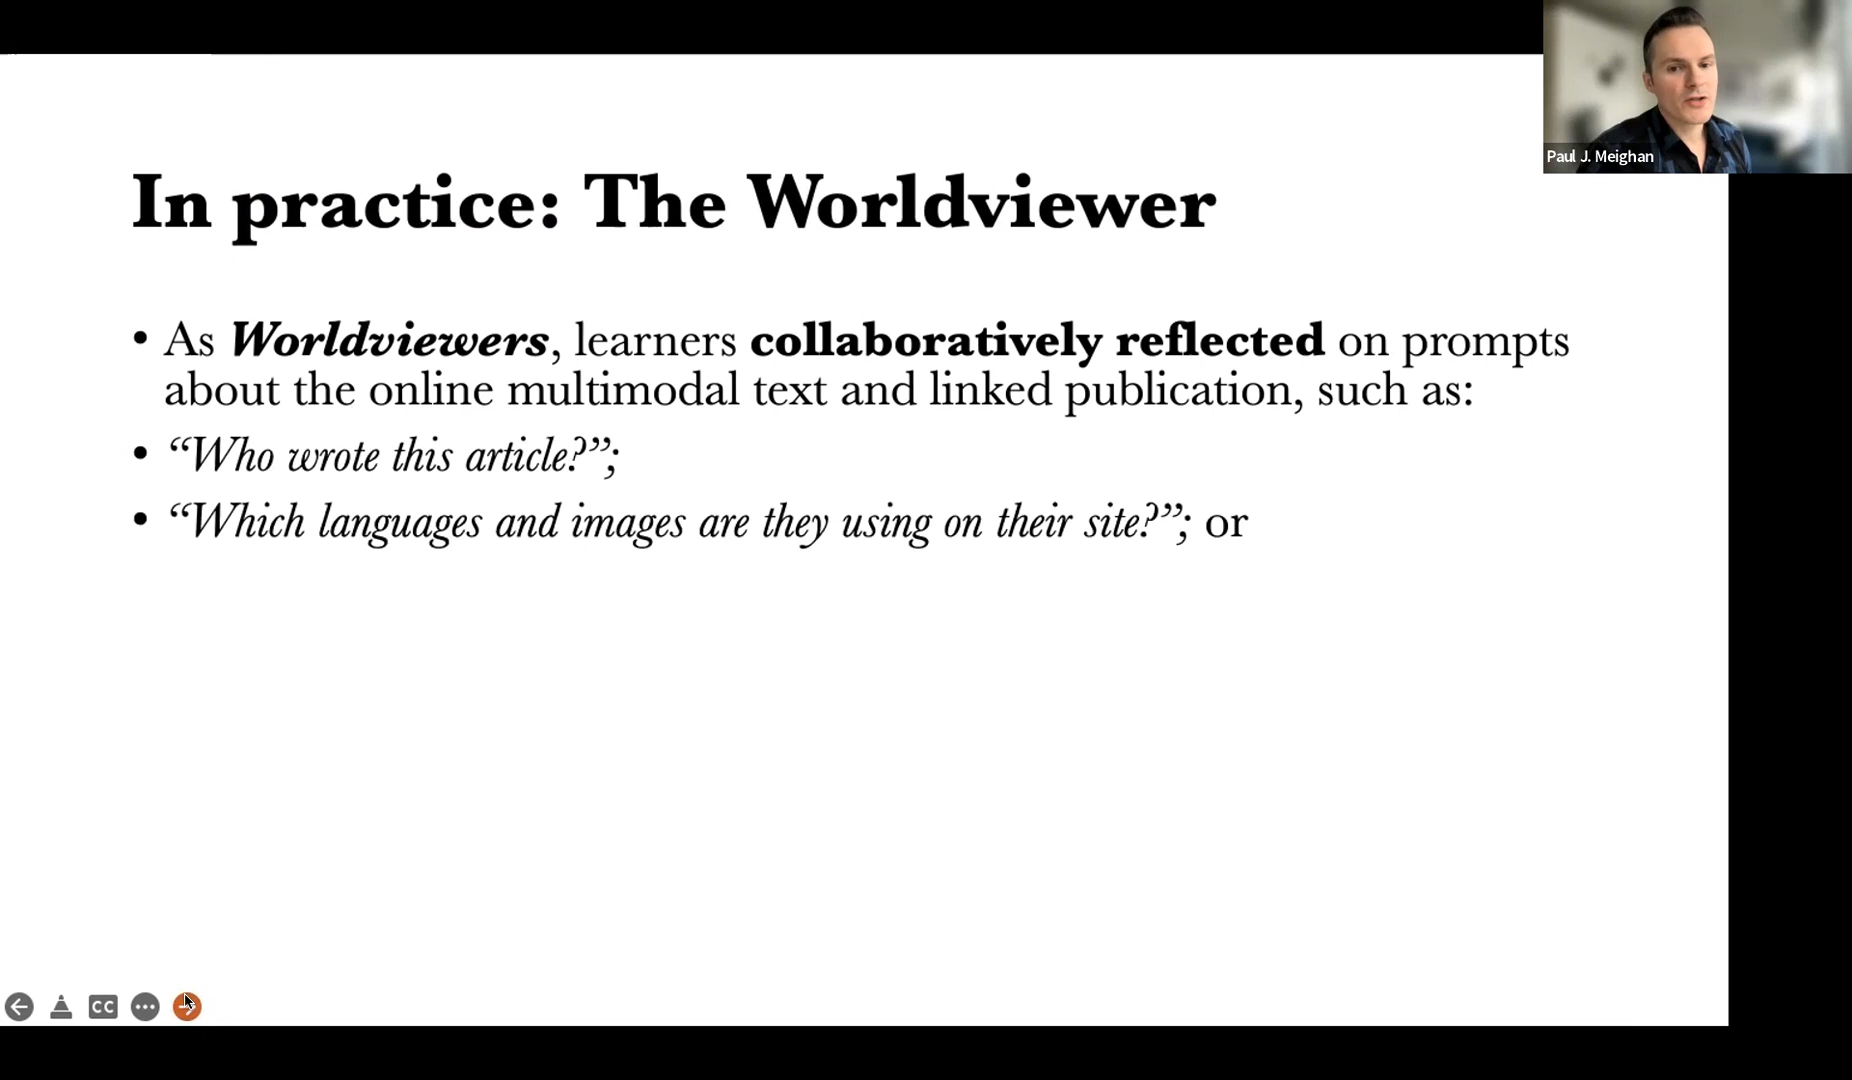 Paul J. Meighan
In practice: The Worldviewer
• As Worldviewers, learners collaboratively reflected on prompts
about the online multimodal text and linked publication, such as:
• “Who wrote this article?”;
• “Which languages and images are they using on their site?”; or
CC